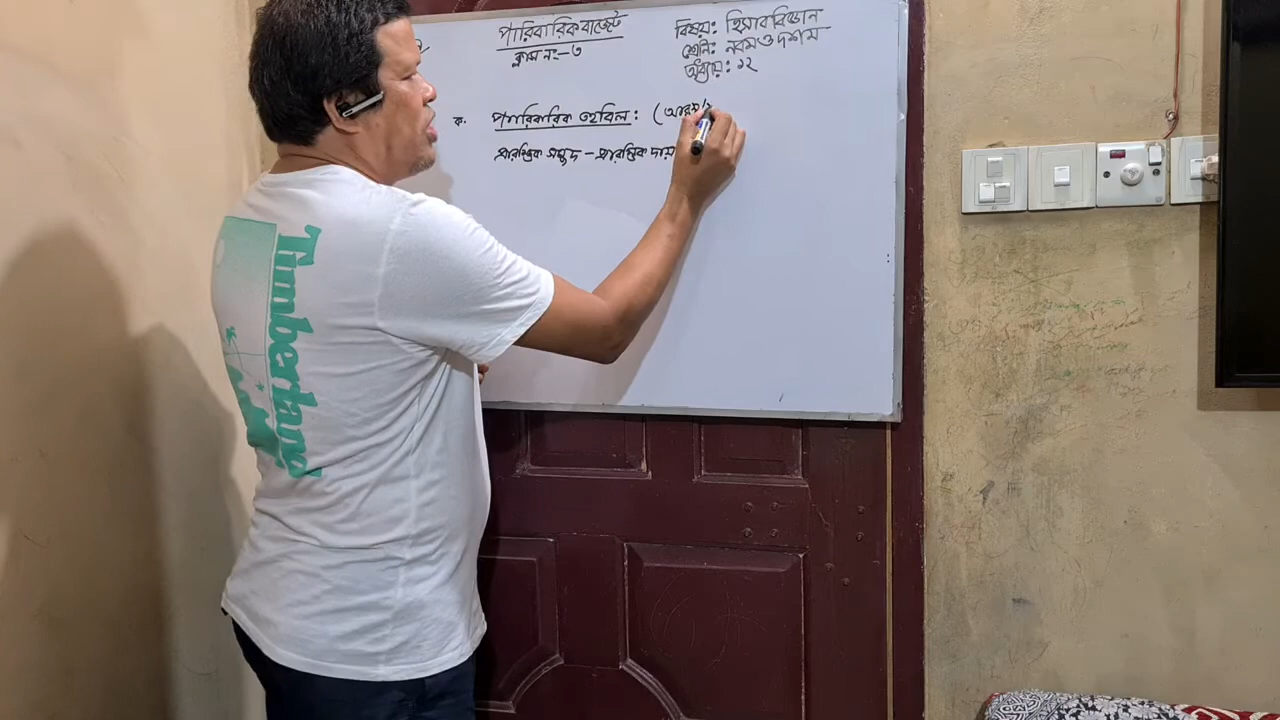 পারিবারিক বাজেট
ক্লাস নং-৩
বিষয়: হিসাববিজ্ঞান
শ্রেণি: নবম ও দশম
অধ্যায়: ১২
ক. পারিবারিক তহবিল: (
প্রারম্ভিক সম্পদ - প্রারম্ভিক দায়
Timberland